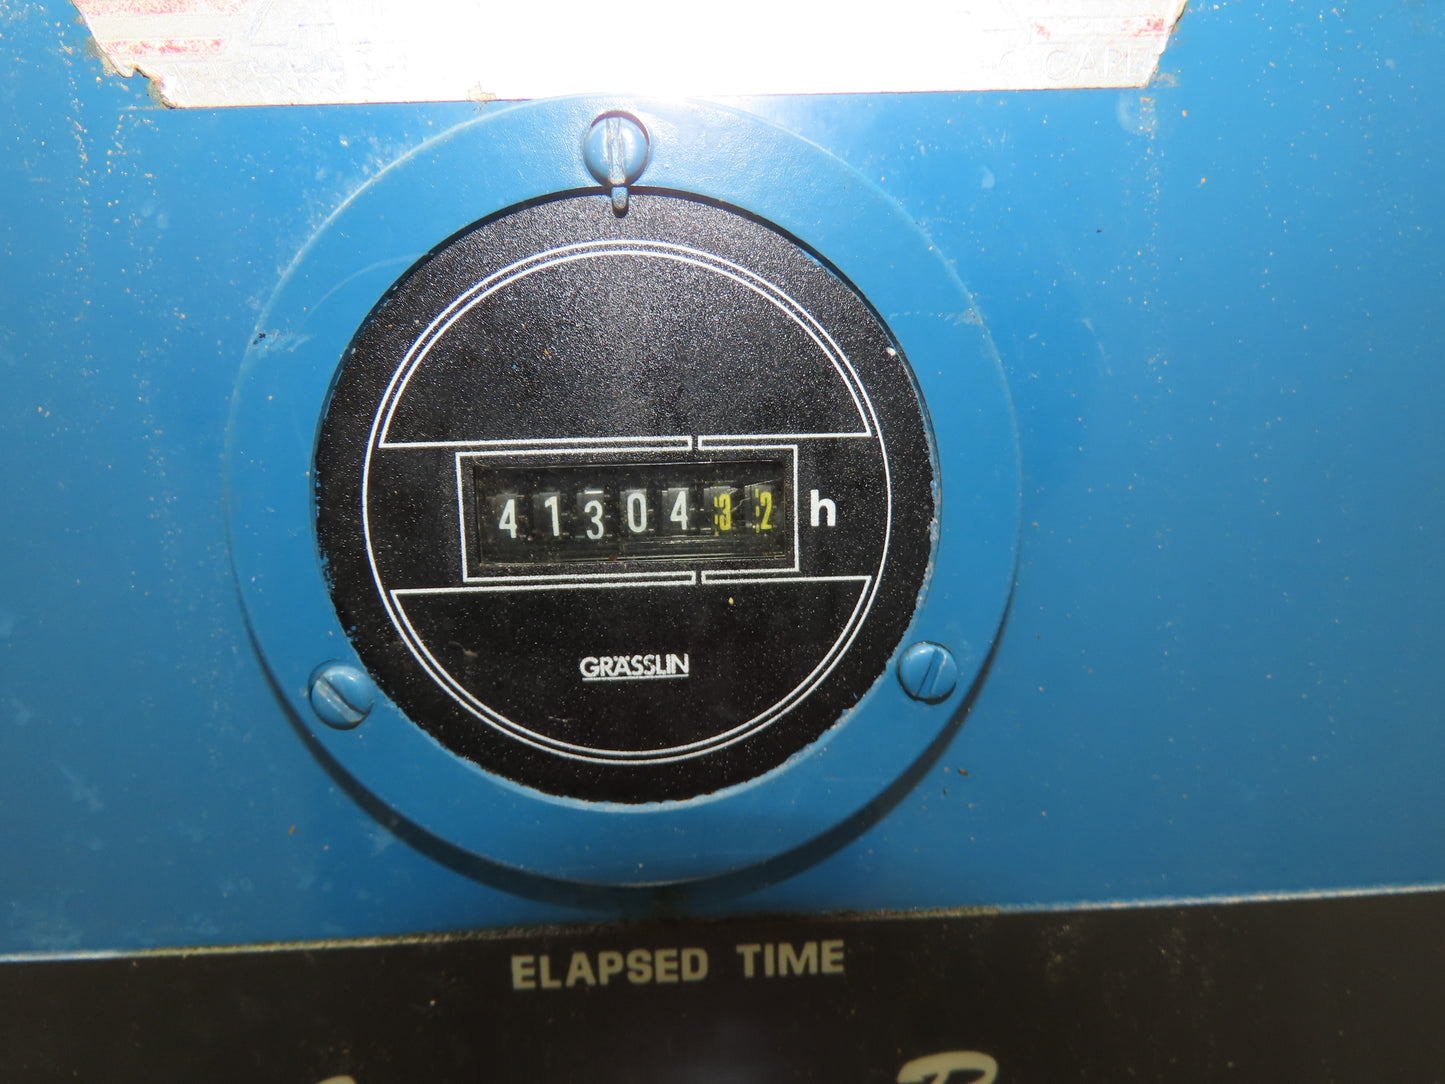 4130432 h
GRÄSSLIN
ELAPSED TIME